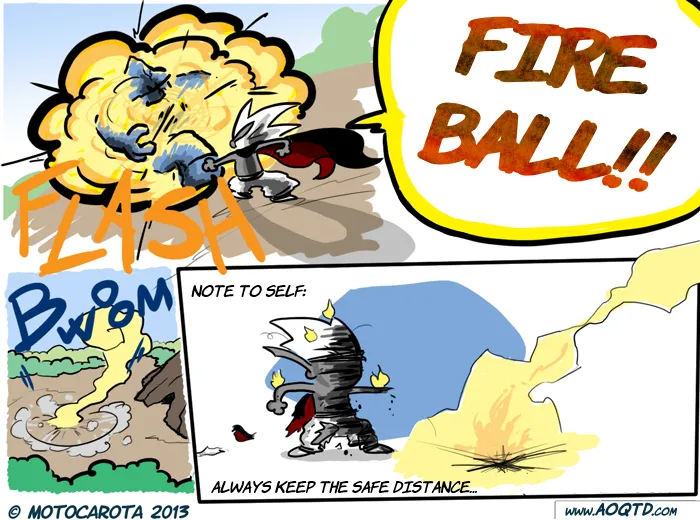 FIRE
BALL!!
FLASH
BWOOM
NOTE TO SELF:
ALWAYS KEEP THE SAFE DISTANCE...
© MOTOCAROTA 2013
www.AOQTD.com